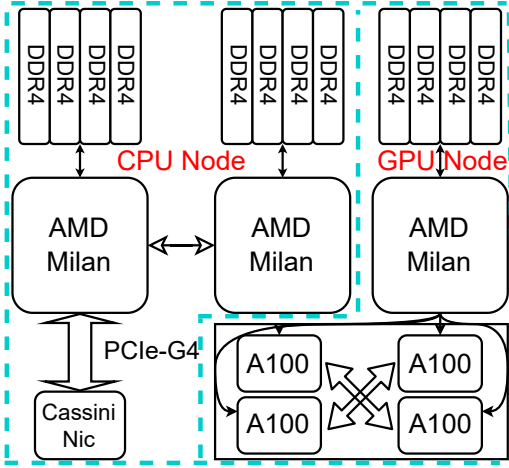 DDR4 DDR4 DDR4 DDR4
DDR4 DDR4 DDR4 DDR4
DDR4 DDR4 DDR4 DDR4
CPU Node
GPU Node
AMD
Milan
AMD
Milan
AMD
Milan
PCIe-G4
Cassini
Nic
A100
A100
A100
A100